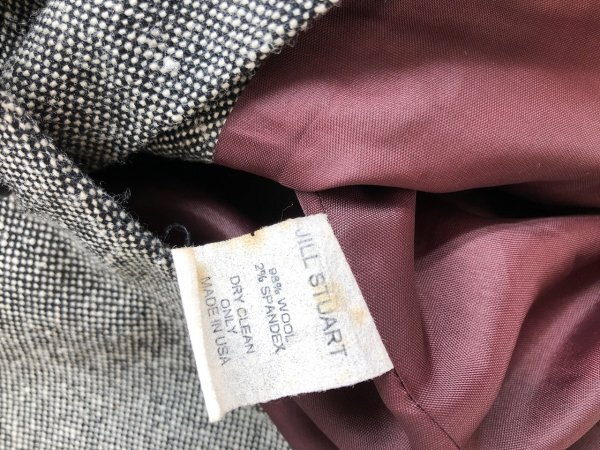 JILL STUART
98% WOOL
2% SPANDEX
DRY CLEAN
ONLY
MADE IN USA